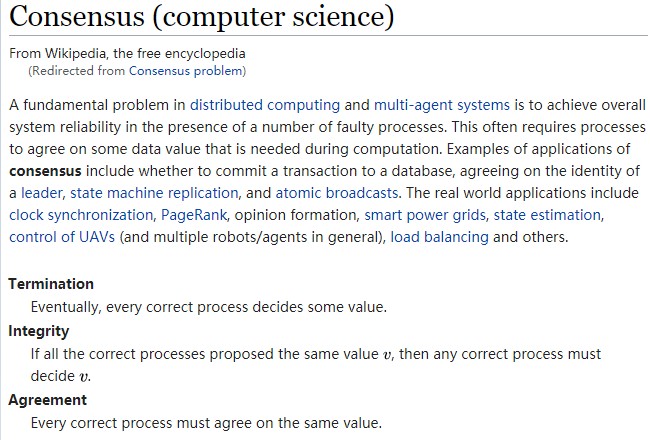 Consensus (computer science)
From Wikipedia, the free encyclopedia
(Redirected from Consensus problem)
A fundamental problem in distributed computing and multi-agent systems is to achieve overall
system reliability in the presence of a number of faulty processes. This often requires processes
to agree on some data value that is needed during computation. Examples of applications of
consensus include whether to commit a transaction to a database, agreeing on the identity of
a leader, state machine replication, and atomic broadcasts. The real world applications include
clock synchronization, PageRank, opinion formation, smart power grids, state estimation,
control of UAVs (and multiple robots/agents in general), load balancing and others.
Termination
Eventually, every correct process decides some value.
Integrity
If all the correct processes proposed the same value v, then any correct process must
decide v.
Agreement
Every correct process must agree on the same value.